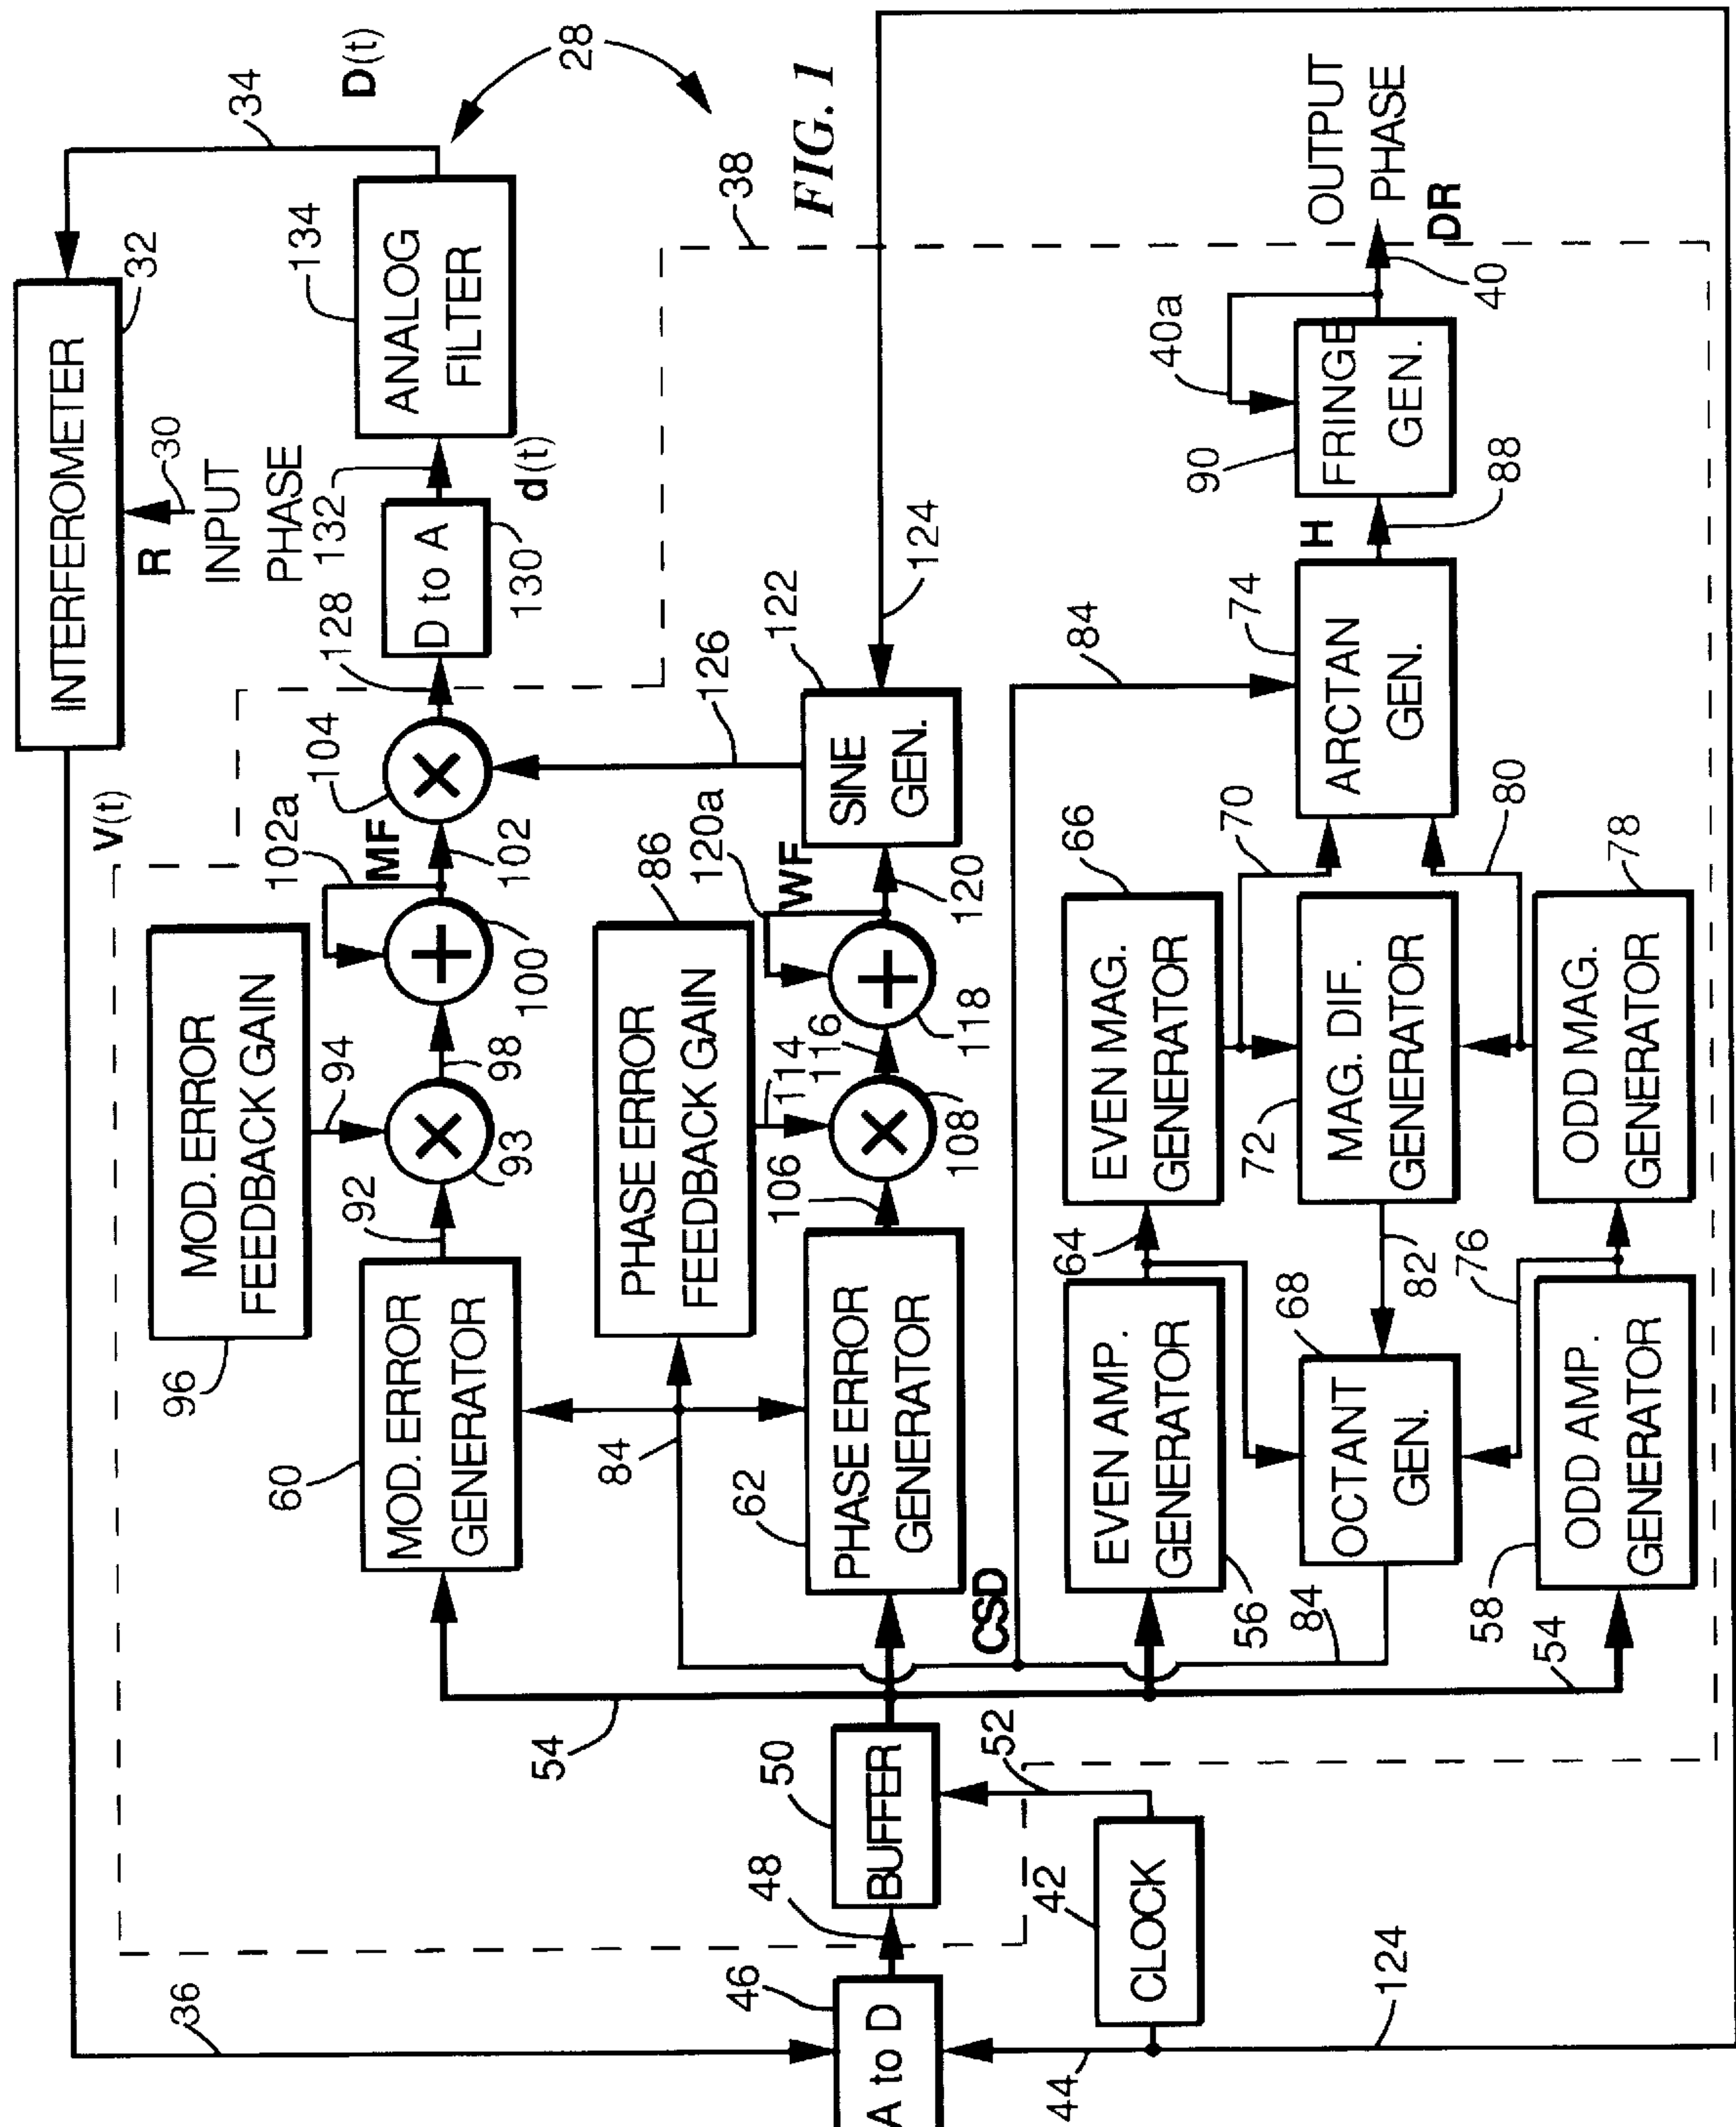 36
V(t)
INTERFEROMETER
32
34
D(t)
28
R
30
INPUT
PHASE
96
MOD. ERROR
FEEDBACK GAIN
94
102a
MF
104
128
132
134
ANALOG
FILTER
60
MOD. ERROR
GENERATOR
92
93
98
100
102
D to A
130
d(t)
38
FIG. 1
84
PHASE ERROR
FEEDBACK GAIN
86
114
120a
WF
126
122
54
62
PHASE ERROR
GENERATOR
106
108
116
118
120
SINE
GEN.
124
46
A to D
48
50
BUFFER
52
CSD
44
42
CLOCK
124
56
EVEN AMP.
GENERATOR
64
EVEN MAG.
GENERATOR
66
70
84
84
68
OCTANT
GEN.
82
72
MAG. DIF.
GENERATOR
74
ARCTAN
GEN.
H
88
90
FRINGE
GEN.
40a
40
OUTPUT
PHASE
DR
54
58
ODD AMP.
GENERATOR
76
ODD MAG.
GENERATOR
78
80